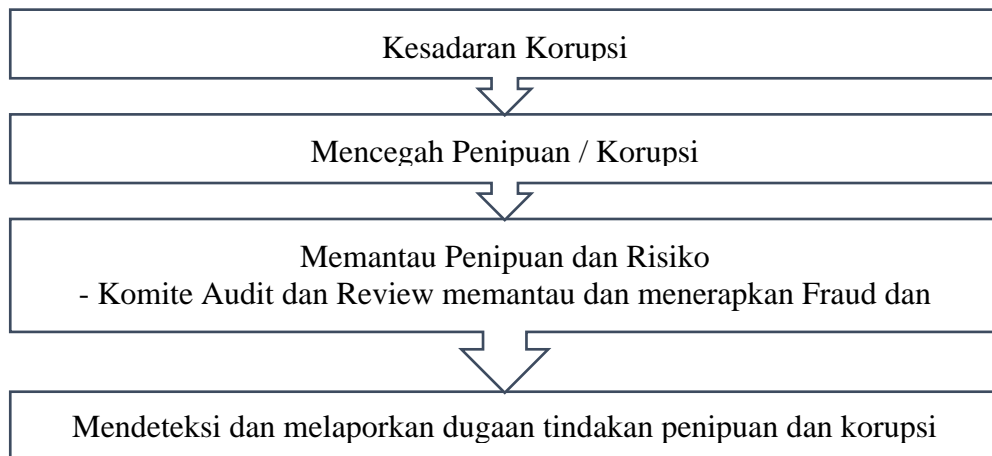 Kesadaran Korupsi
Mencegah Penipuan / Korupsi
Memantau Penipuan dan Risiko
- Komite Audit dan Review memantau dan menerapkan Fraud dan
Mendeteksi dan melaporkan dugaan tindakan penipuan dan korupsi